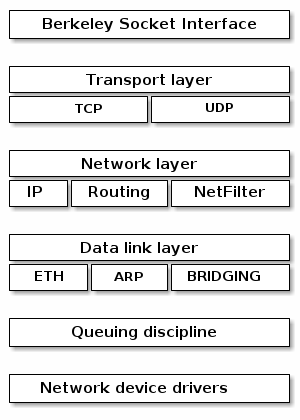 Berkeley Socket Interface
Transport layer
TCP UDP
Network layer
IP Routing NetFilter
Data link layer
ETH ARP BRIDGING
Queuing discipline
Network device drivers